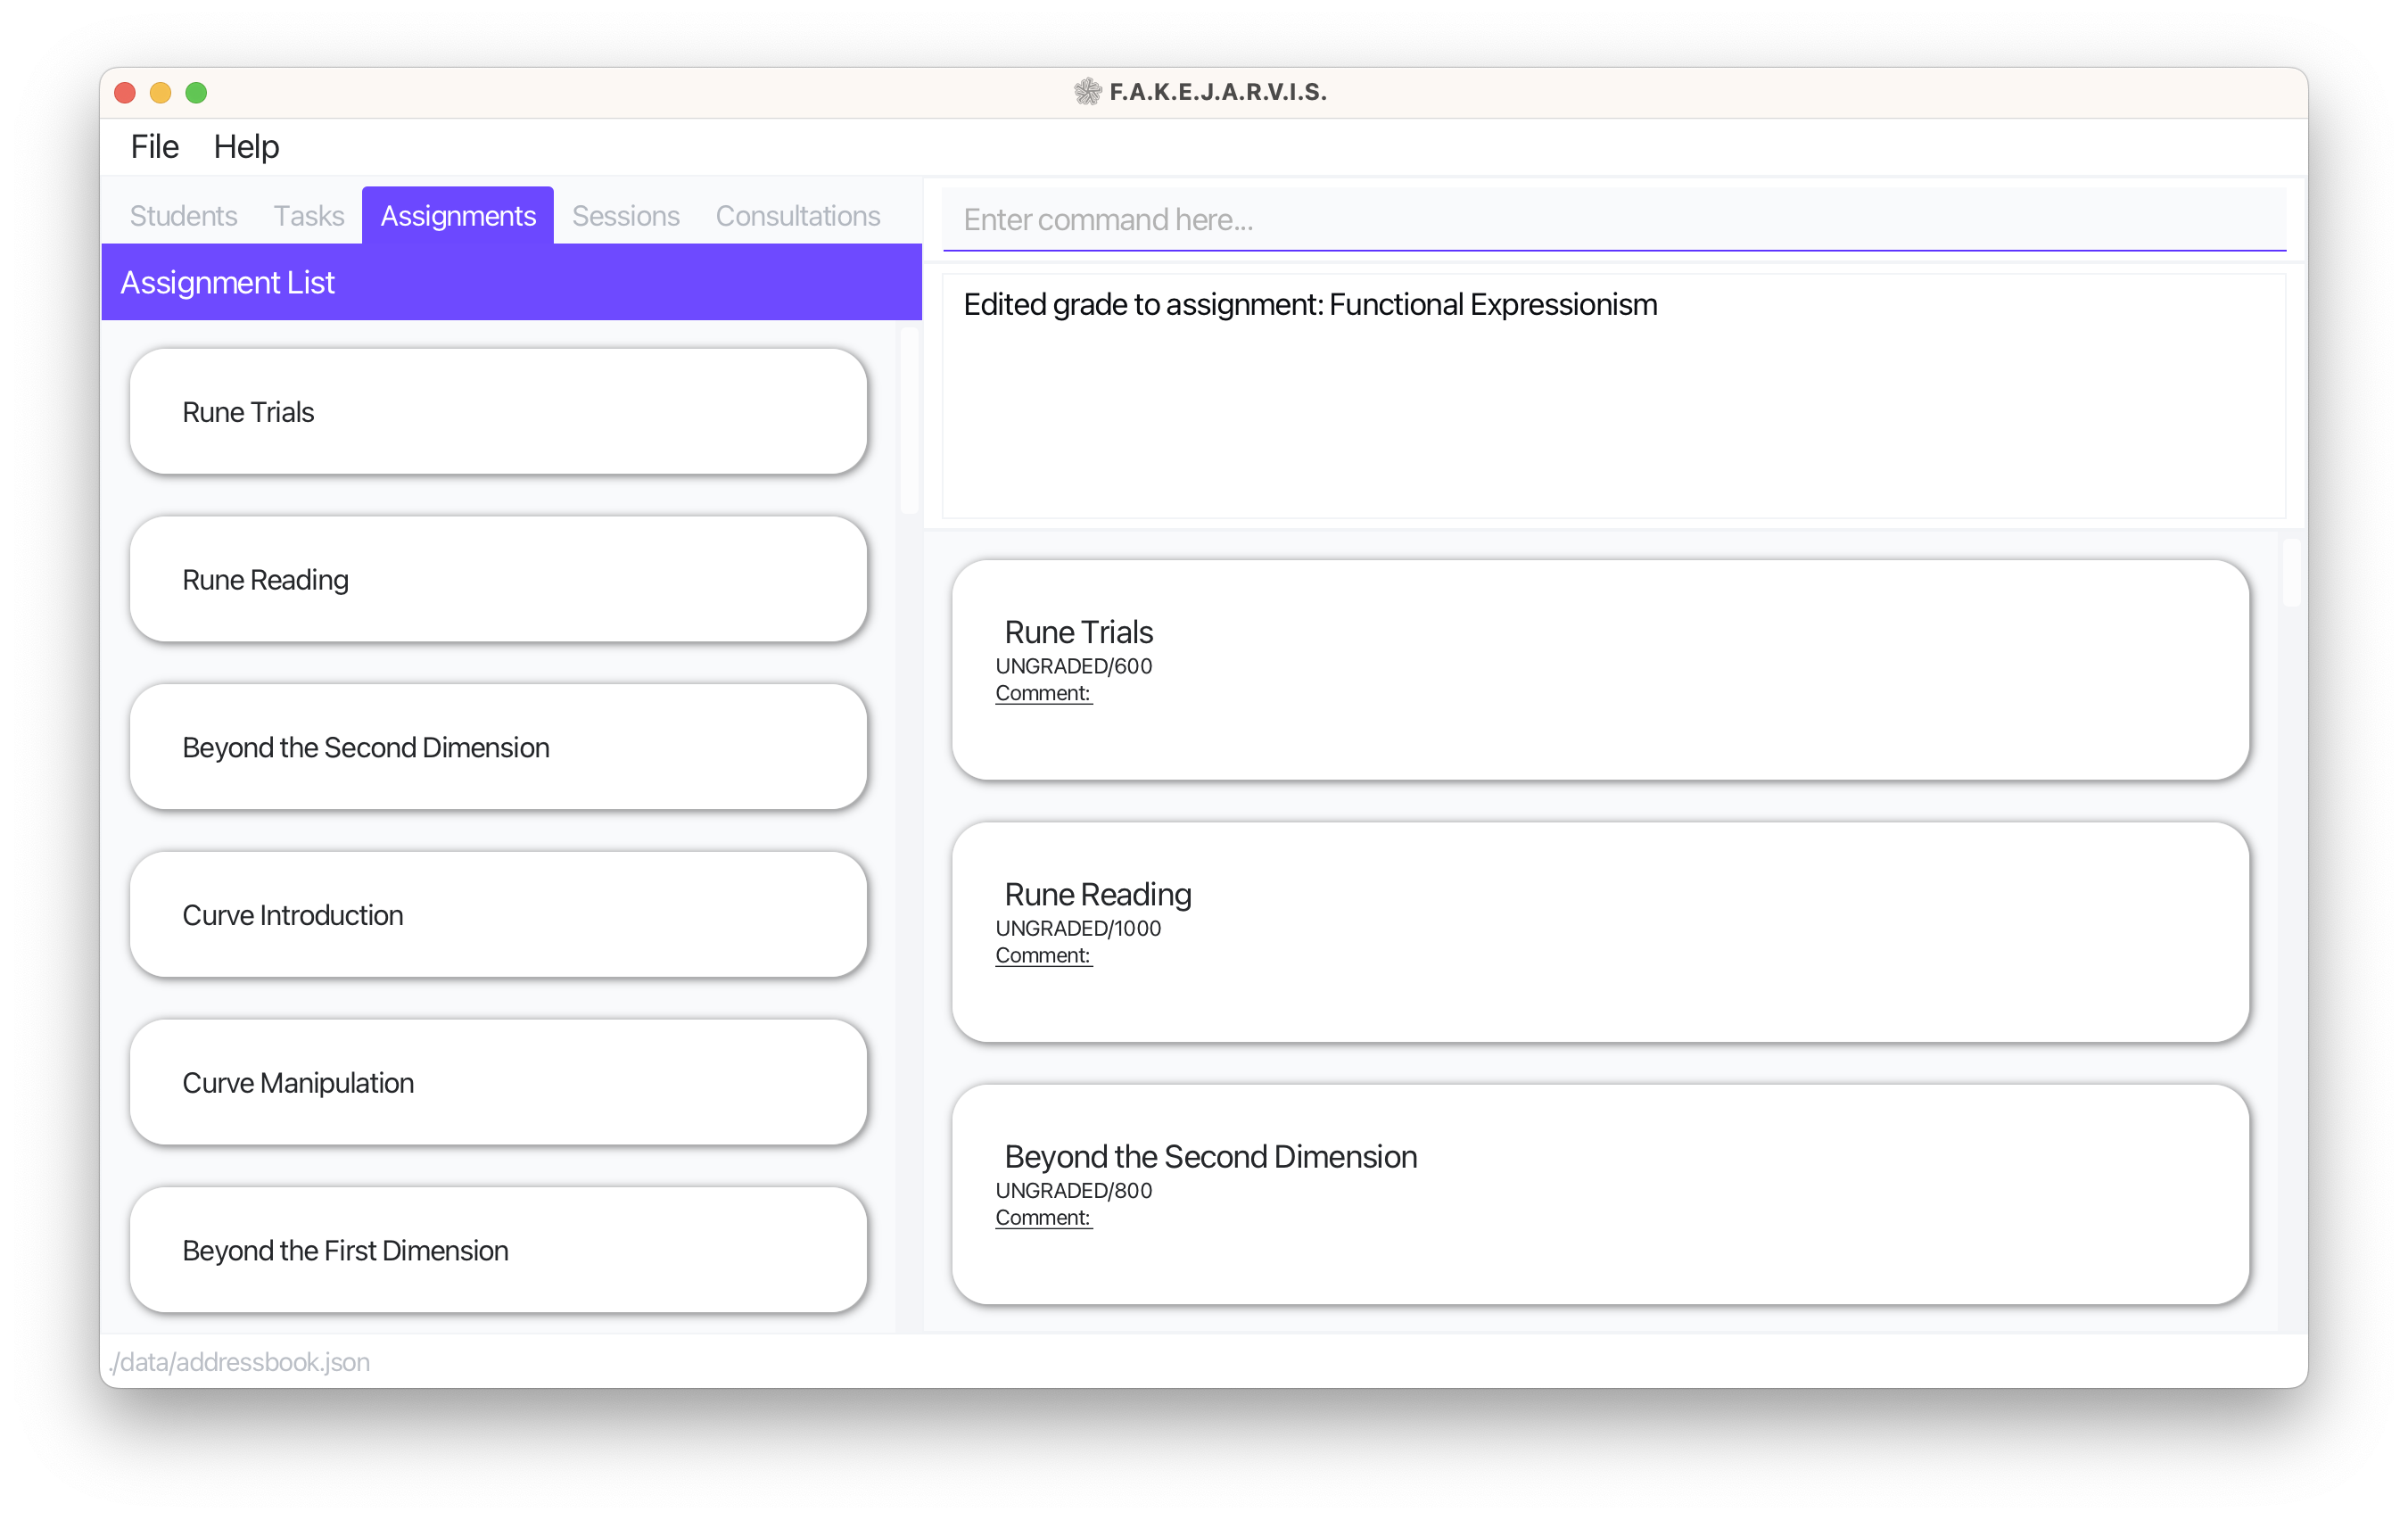 F.A.K.E.J.A.R.V.I.S.
File Help
Students Tasks Assignments Sessions Consultations
Assignment List
Rune Trials
Rune Reading
Beyond the Second Dimension
Curve Introduction
Curve Manipulation
Beyond the First Dimension
Enter command here...
Edited grade to assignment: Functional Expressionism
Rune Trials
UNGRADED/600
Comment:
Rune Reading
UNGRADED/1000
Comment:
Beyond the Second Dimension
UNGRADED/800
Comment:
./data/addressbook.json